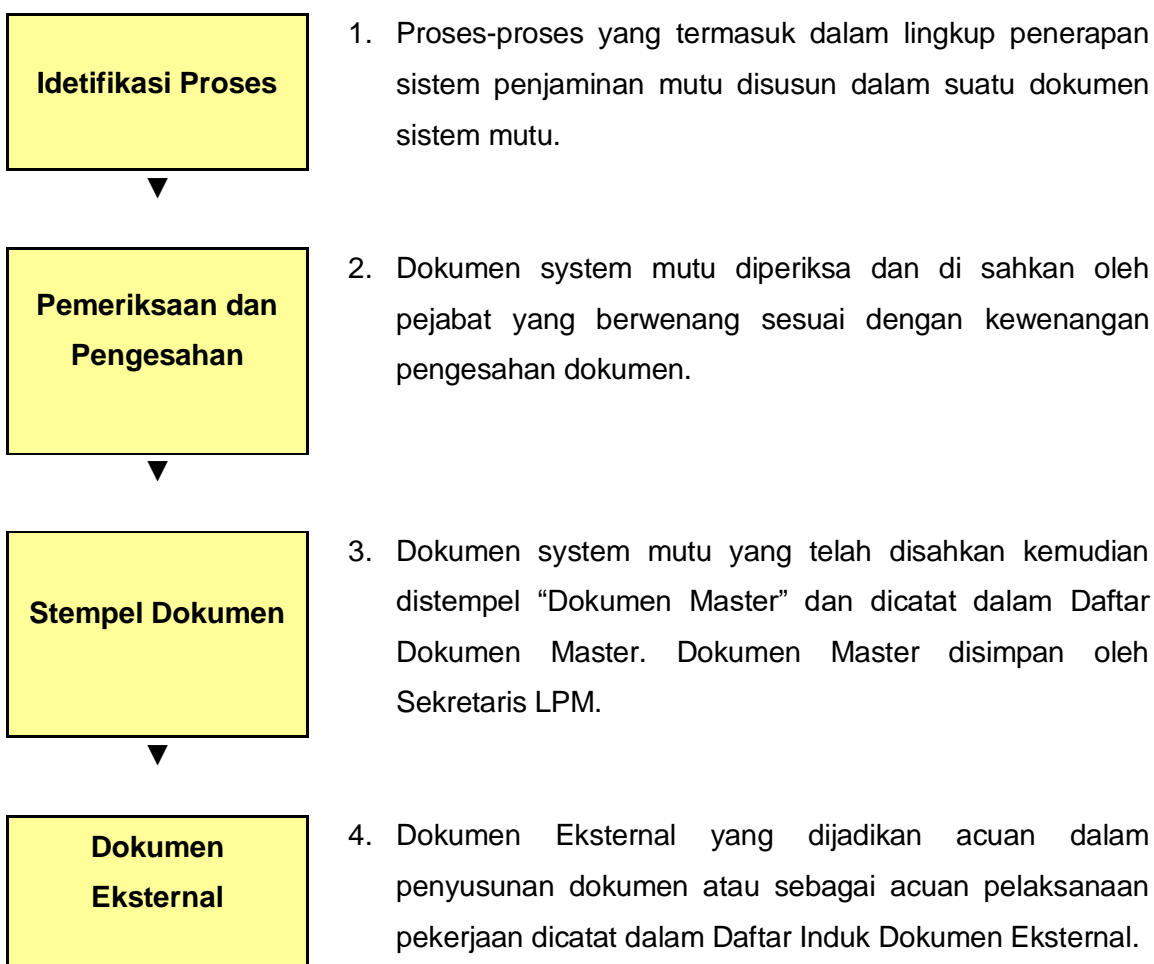 Idetifikasi Proses
1. Proses-proses yang termasuk dalam lingkup penerapan
sistem penjaminan mutu disusun dalam suatu dokumen
sistem mutu.
▼
Pemeriksaan dan
Pengesahan
2. Dokumen system mutu diperiksa dan di sahkan oleh
pejabat yang berwenang sesuai dengan kewenangan
pengesahan dokumen.
▼
Stempel Dokumen
3. Dokumen system mutu yang telah disahkan kemudian
distempel “Dokumen Master” dan dicatat dalam Daftar
Dokumen Master. Dokumen Master disimpan oleh
Sekretaris LPM.
▼
Dokumen
Eksternal
4. Dokumen Eksternal yang dijadikan acuan dalam
penyusunan dokumen atau sebagai acuan pelaksanaan
pekerjaan dicatat dalam Daftar Induk Dokumen Eksternal.